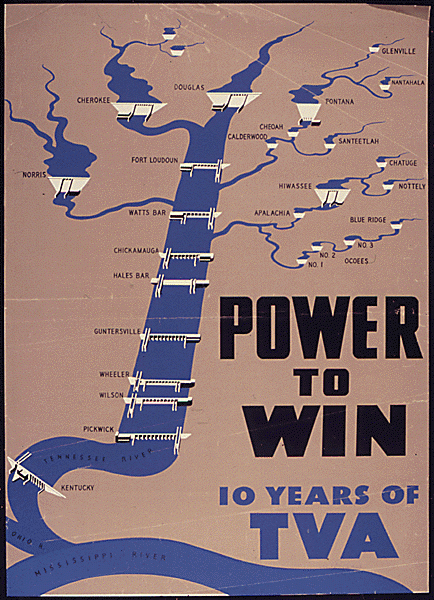 GLENVILLE
NANTAHALA
DOUGLAS
CHEROKEE
FONTANA
CHEOAH
CALDERWOOD
SANTEETLAH
FORT LOUDOUN
CHATUGE
NORRIS
HIWASSEE
NOTTELY
WATTS BAR
APALACHIA
BLUE RIDGE
NO. 3
NO. 2
OCOEES
NO. 1
CHICKAMAUGA
HALES BAR
GUNTERSVILLE
POWER
TO
WIN
WHEELER
WILSON
PICKWICK
TENNESSEE RIVER
KENTUCKY
10 YEARS OF
TVA
OHIO R.
MISSISSIPPI RIVER